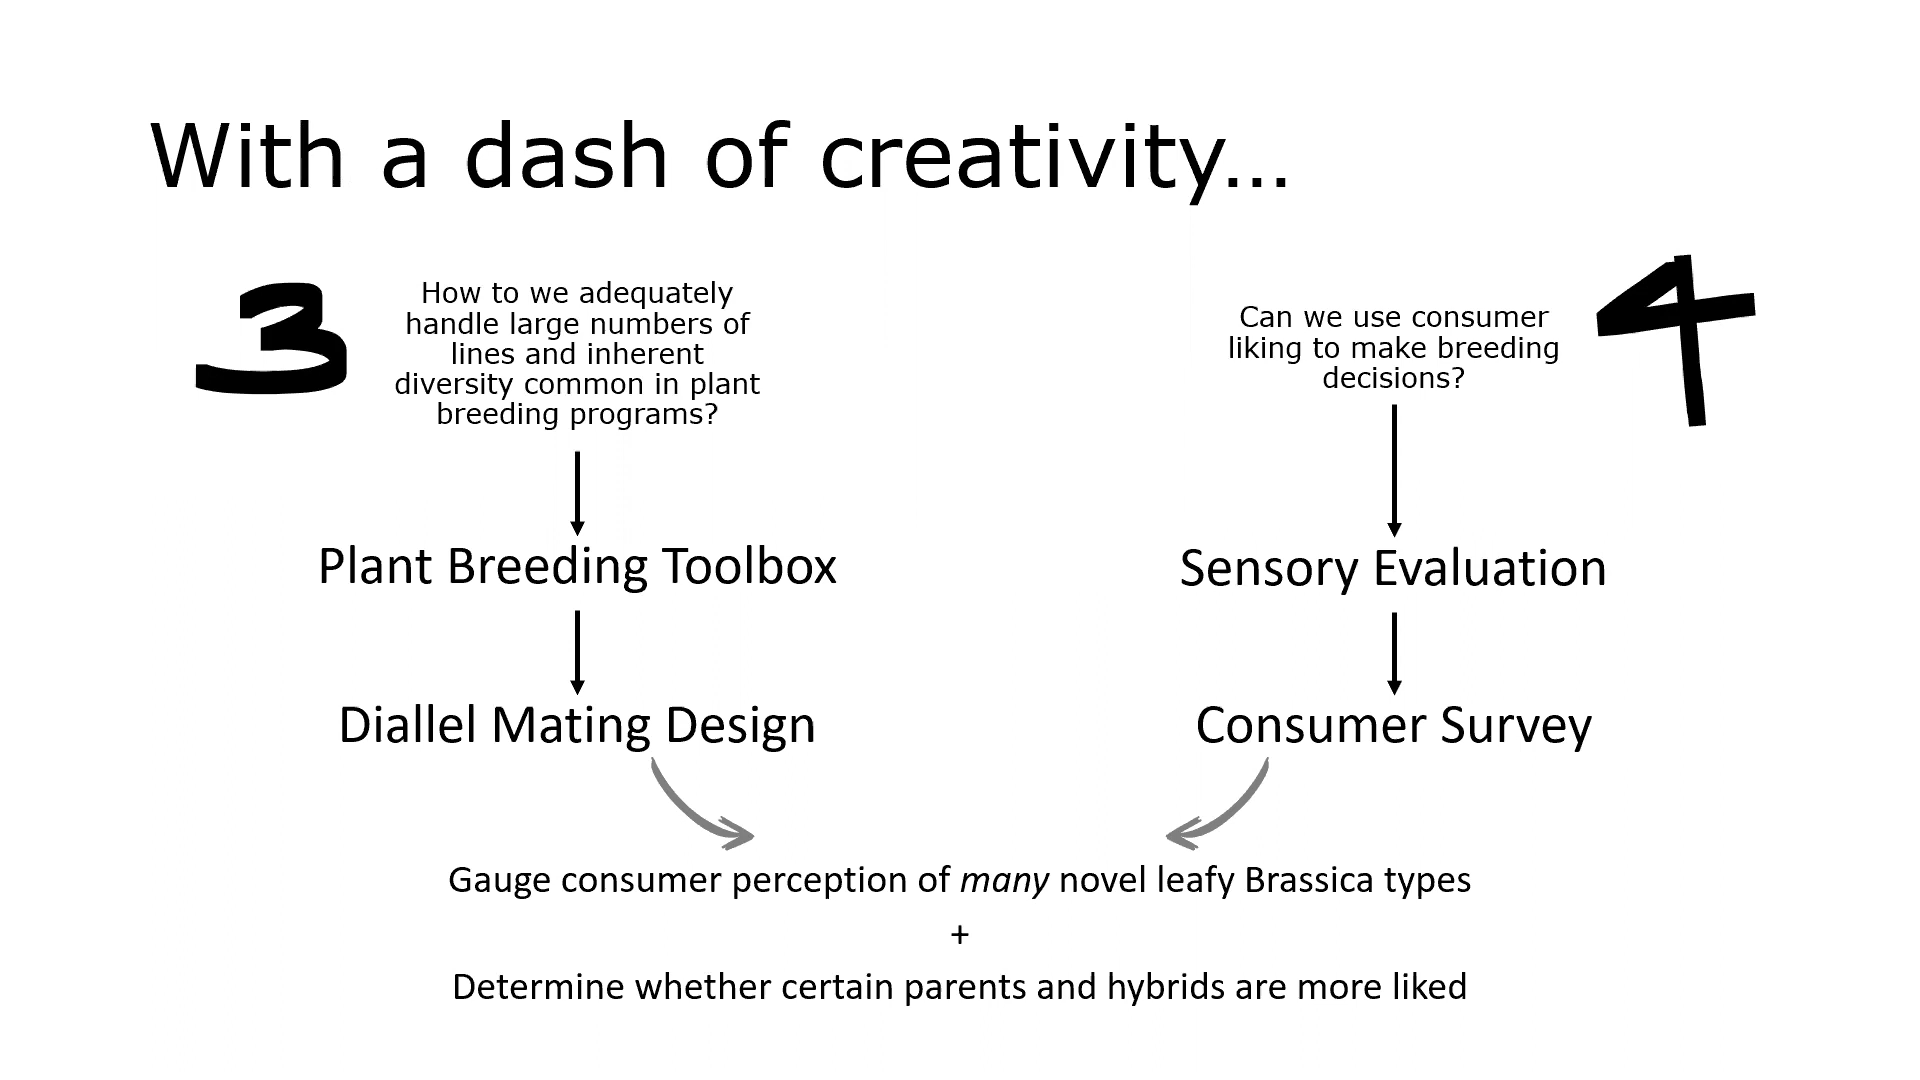 With a dash of creativity...
3
How to we adequately
handle large numbers of
lines and inherent
diversity common in plant
breeding programs?
Plant Breeding Toolbox
Diallel Mating Design
Can we use consumer
liking to make breeding
decisions?
4
Sensory Evaluation
Consumer Survey
Gauge consumer perception of many novel leafy Brassica types
+
Determine whether certain parents and hybrids are more liked